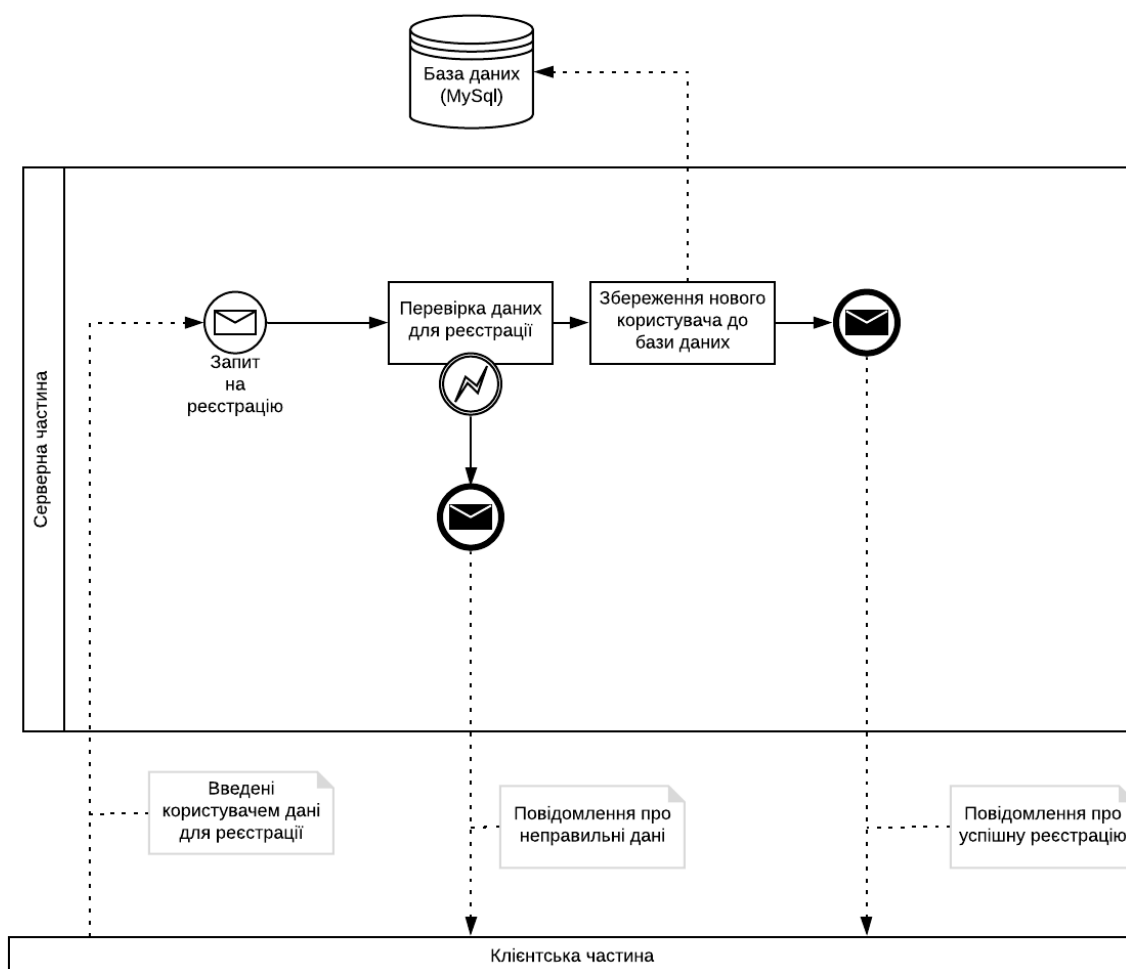 База даних
(MySql)
Серверна частина
Запит
на
реєстрацію
Перевірка даних
для реєстрації
Збереження нового
користувача до
бази даних
Введені
користувачем дані
для реєстрації
Повідомлення про
неправильні дані
Повідомлення про
успішну реєстрацію
Клієнтська частина